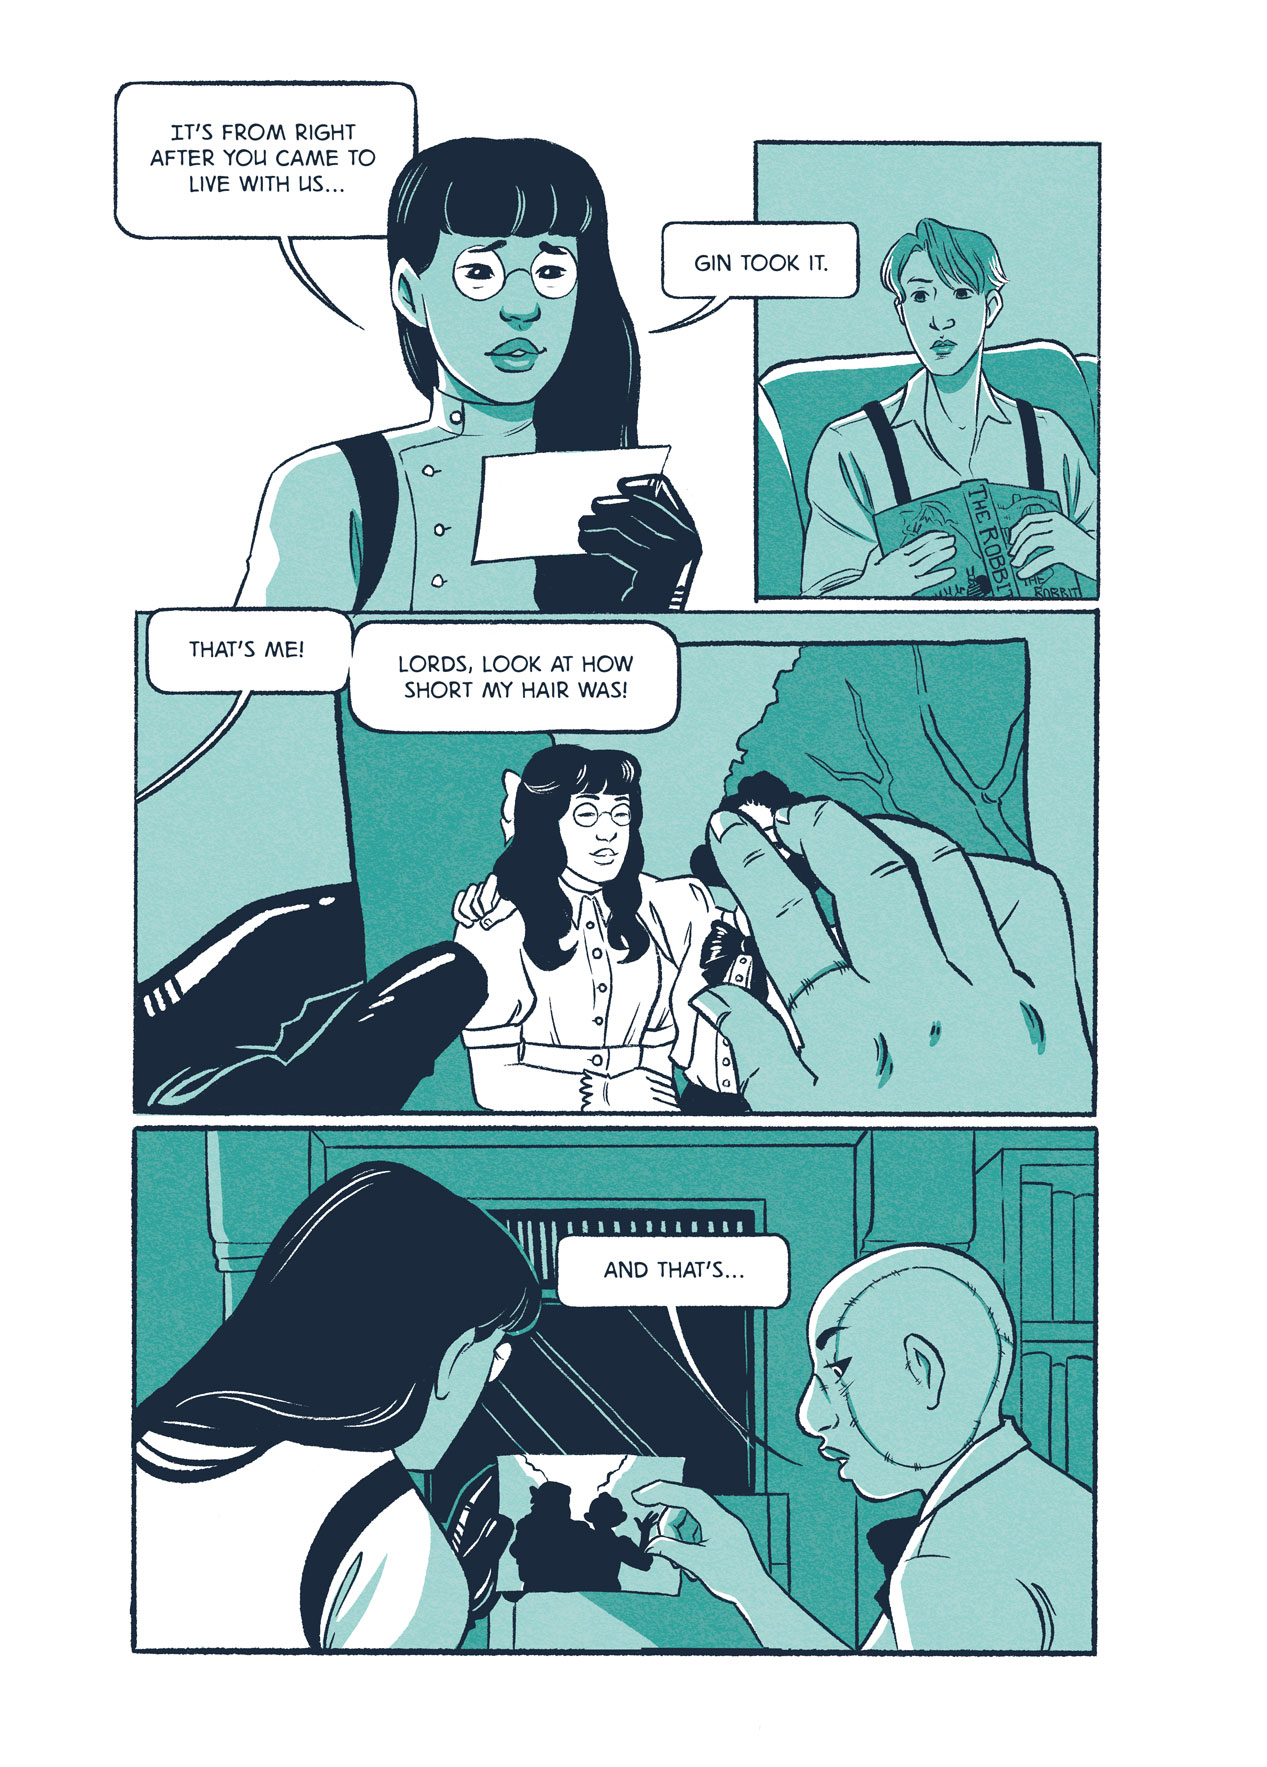 IT'S FROM RIGHT
AFTER YOU CAME TO
LIVE WITH US...
GIN TOOK IT.
THE ROBBIT
THE
ROBBIT
THAT'S ME!
LORDS, LOOK AT HOW
SHORT MY HAIR WAS!
AND THAT'S...